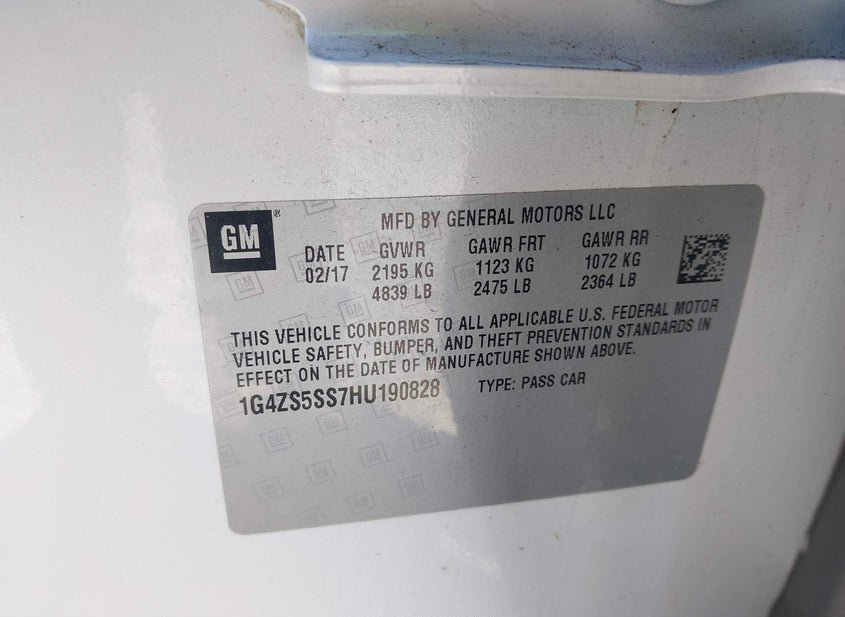 GM
MFD BY GENERAL MOTORS LLC
DATE GVWR GAWR FRT GAWR RR
02/17 2195 KG 1123 KG 1072 KG
4839 LB 2475 LB 2364 LB
THIS VEHICLE CONFORMS TO ALL APPLICABLE U.S. FEDERAL MOTOR
VEHICLE SAFETY, BUMPER, AND THEFT PREVENTION STANDARDS IN
EFFECT ON THE DATE OF MANUFACTURE SHOWN ABOVE.
1G4ZS5SS7HU190828 TYPE: PASS CAR